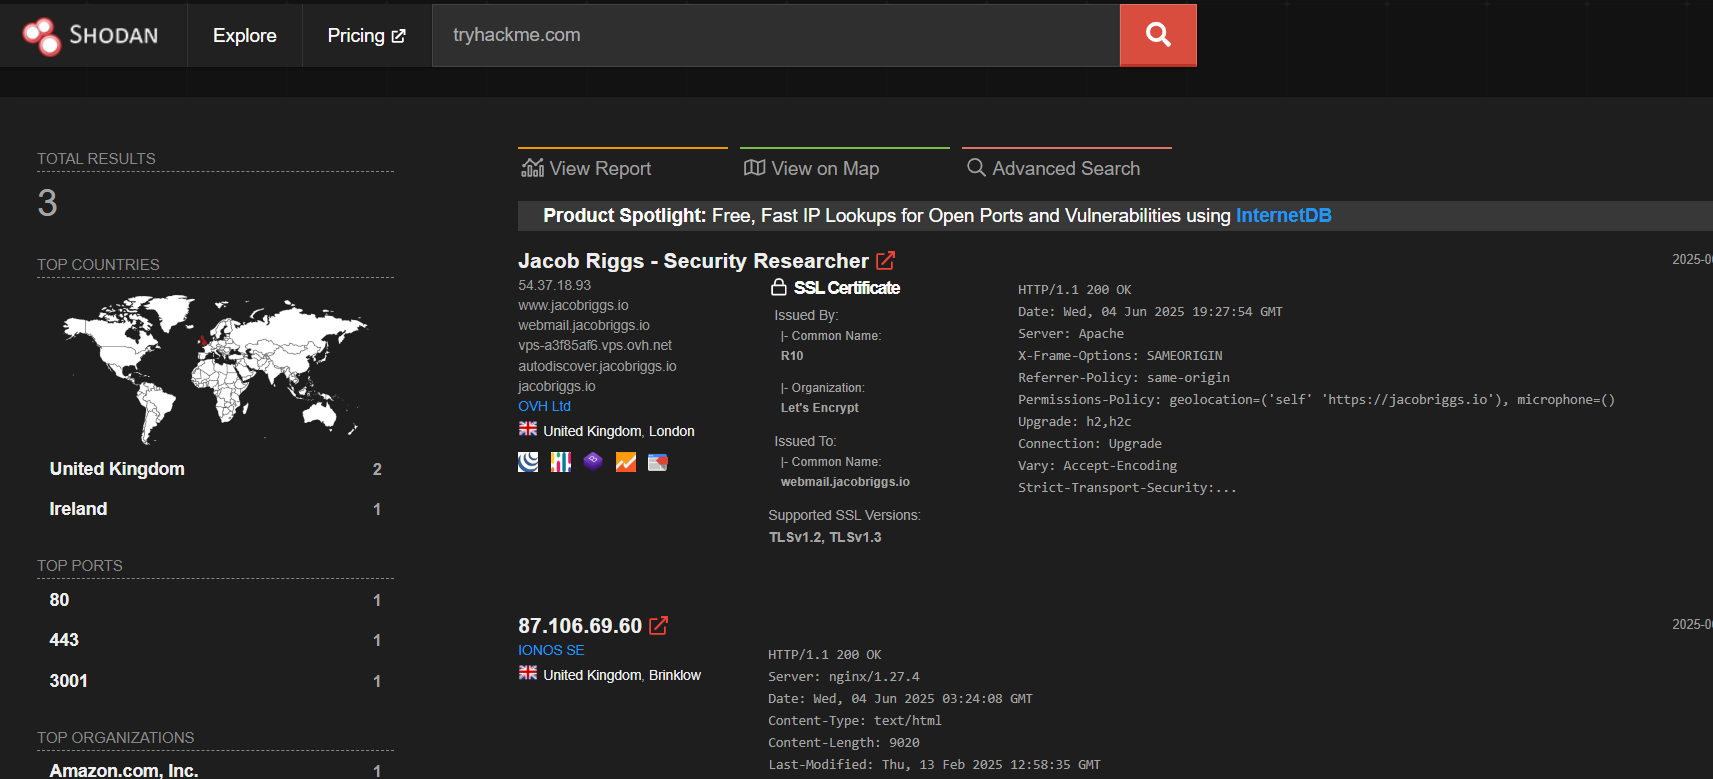 SHODAN
Explore
Pricing
tryhackme.com
TOTAL RESULTS
3
TOP COUNTRIES
United Kingdom 2
Ireland 1
TOP PORTS
80 1
443 1
3001 1
TOP ORGANIZATIONS
Amazon.com, Inc. 1
View Report
View on Map
Advanced Search
Product Spotlight: Free, Fast IP Lookups for Open Ports and Vulnerabilities using InternetDB
Jacob Riggs - Security Researcher
2025-0
54.37.18.93
www.jacobriggs.io
webmail.jacobriggs.io
vps-a3f85af6.vps.ovh.net
autodiscover.jacobriggs.io
jacobriggs.io
OVH Ltd
United Kingdom, London
SSL Certificate
Issued By:
|- Common Name:
R10
|- Organization:
Let's Encrypt
Issued To:
|- Common Name:
webmail.jacobriggs.io
Supported SSL Versions:
TLSv1.2, TLSv1.3
HTTP/1.1 200 OK
Date: Wed, 04 Jun 2025 19:27:54 GMT
Server: Apache
X-Frame-Options: SAMEORIGIN
Referrer-Policy: same-origin
Permissions-Policy: geolocation=('self' 'https://jacobriggs.io'), microphone=()
Upgrade: h2,h2c
Connection: Upgrade
Vary: Accept-Encoding
Strict-Transport-Security:...
87.106.69.60
2025-0
IONOS SE
United Kingdom, Brinklow
HTTP/1.1 200 OK
Server: nginx/1.27.4
Date: Wed, 04 Jun 2025 03:24:08 GMT
Content-Type: text/html
Content-Length: 9020
Last-Modified: Thu, 13 Feb 2025 12:58:35 GMT